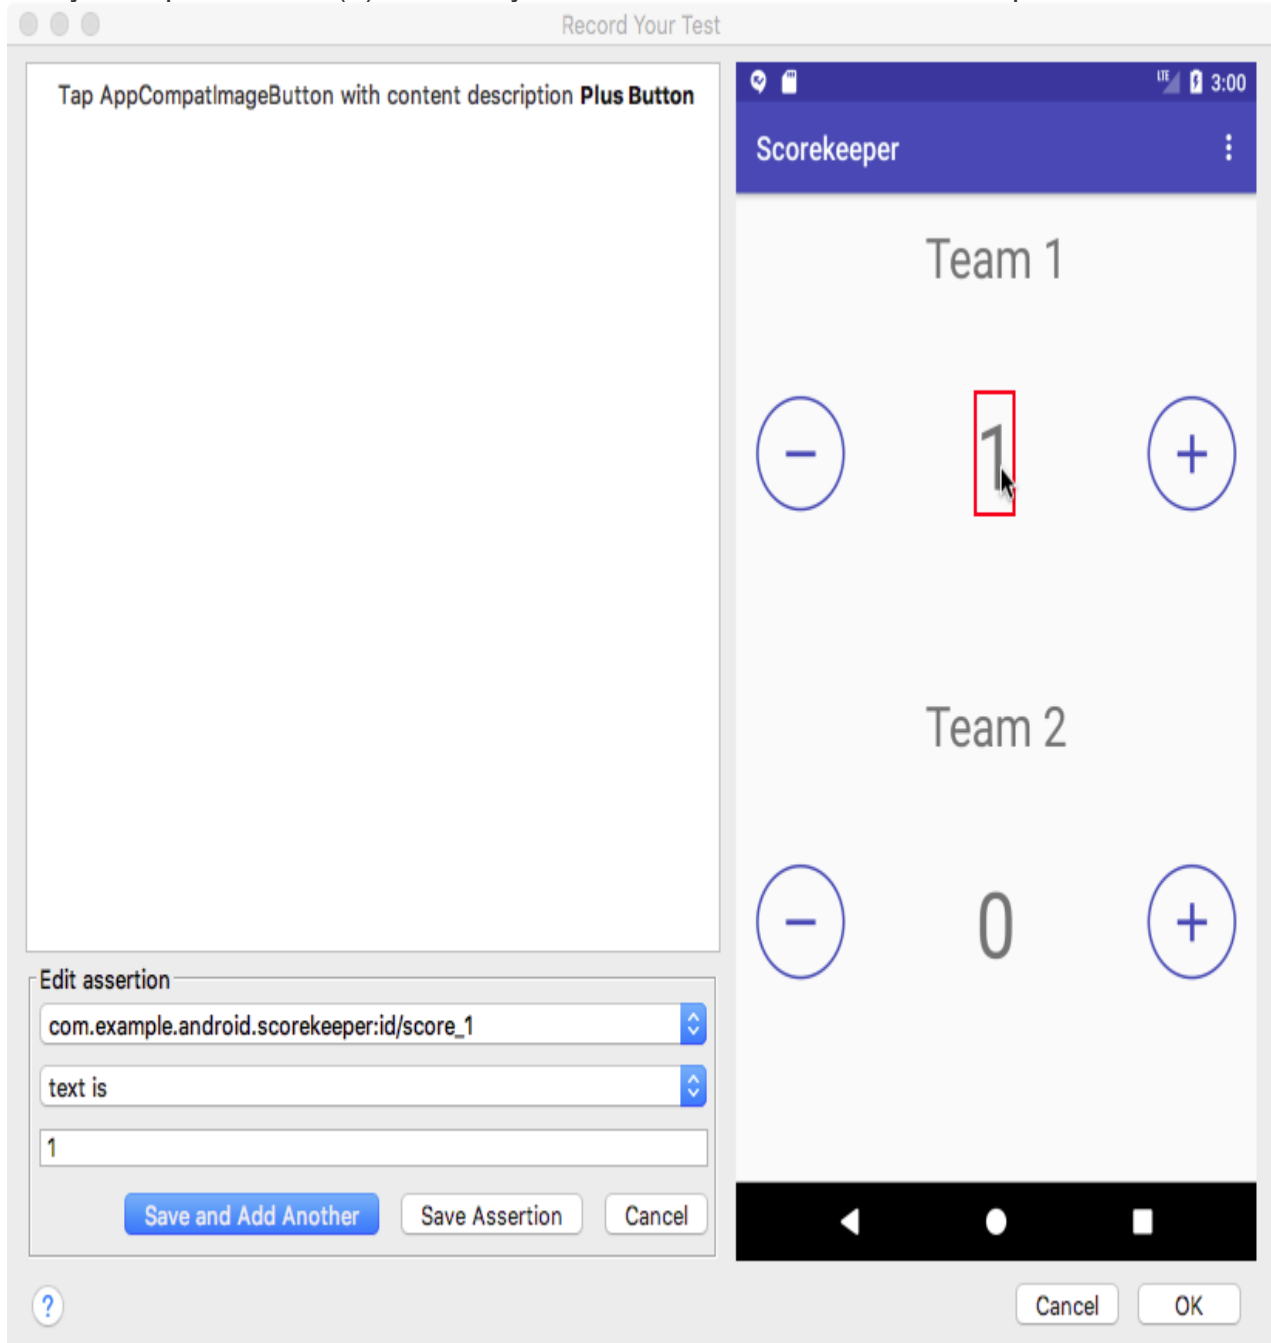 Record Your Test
Tap AppCompatImageButton with content description Plus Button
3:00
LTE
Scorekeeper
Team 1
1
Team 2
0
Edit assertion
com.example.android.scorekeeper:id/score_1
text is
1
Save and Add Another
Save Assertion
Cancel
?
Cancel
OK